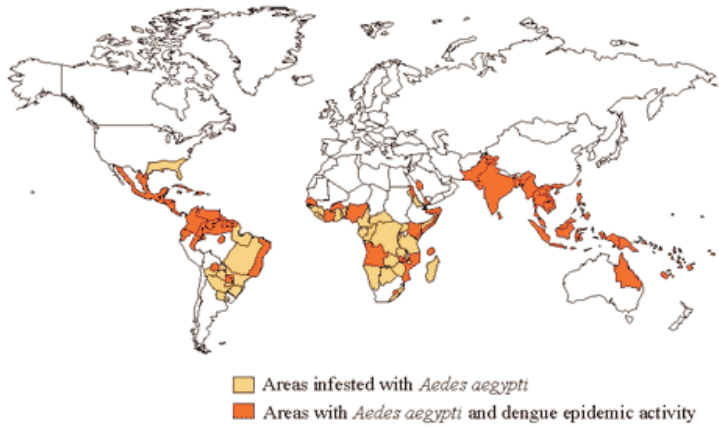 Areas infested with Aedes aegypti
Areas with Aedes aegypti and dengue epidemic activity